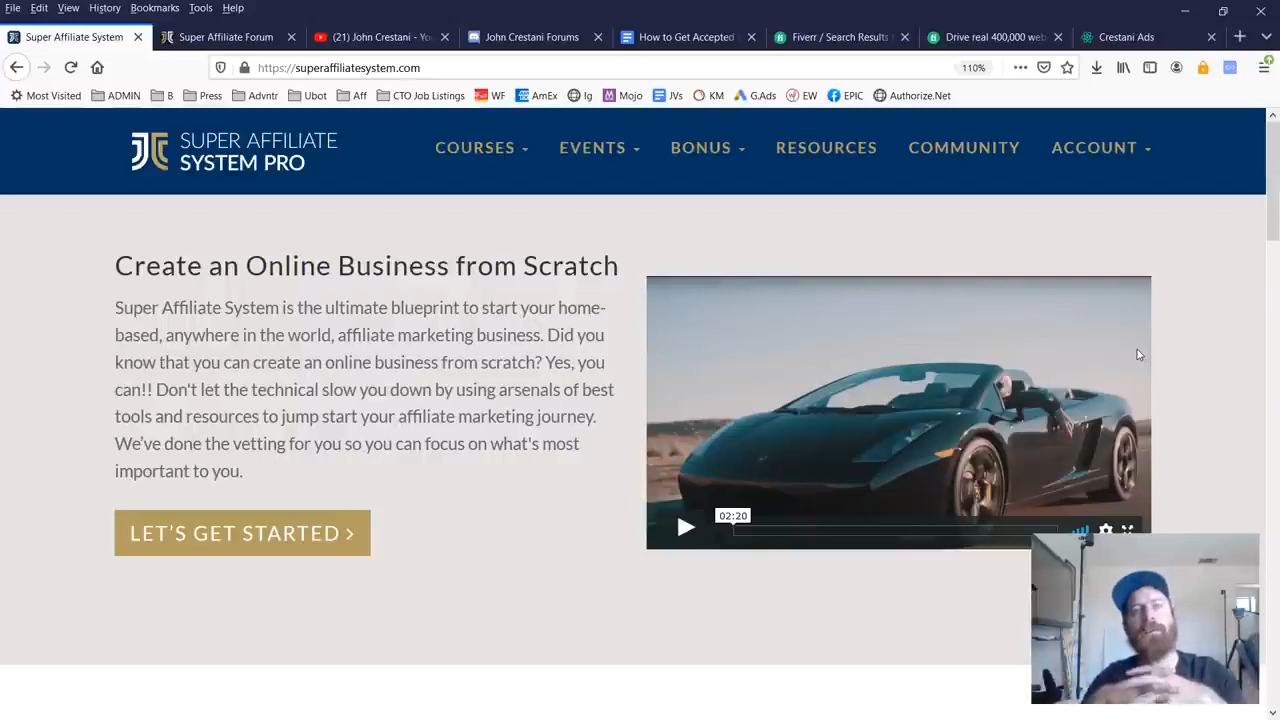 File Edit View History Bookmarks Tools Help
Super Affiliate System
Super Affiliate Forum
(21) John Crestani - Yo
John Crestani Forums
How to Get Accepted
Fiverr / Search Results
Drive real 400,000 web
Crestani Ads
https://superaffiliatesystem.com
110%
Most Visited ADMIN B Press Advntr Ubot Aff CTO Job Listings WF AmEx Ig Mojo JVs KM G.Ads EW EPIC Authorize.Net
SUPER AFFILIATE
SYSTEM PRO
COURSES EVENTS BONUS RESOURCES COMMUNITY ACCOUNT
Create an Online Business from Scratch
Super Affiliate System is the ultimate blueprint to start your home-
based, anywhere in the world, affiliate marketing business. Did you
know that you can create an online business from scratch? Yes, you
can!! Don't let the technical slow you down by using arsenals of best
tools and resources to jump start your affiliate marketing journey.
We've done the vetting for you so you can focus on what's most
important to you.
LET'S GET STARTED >
02:20